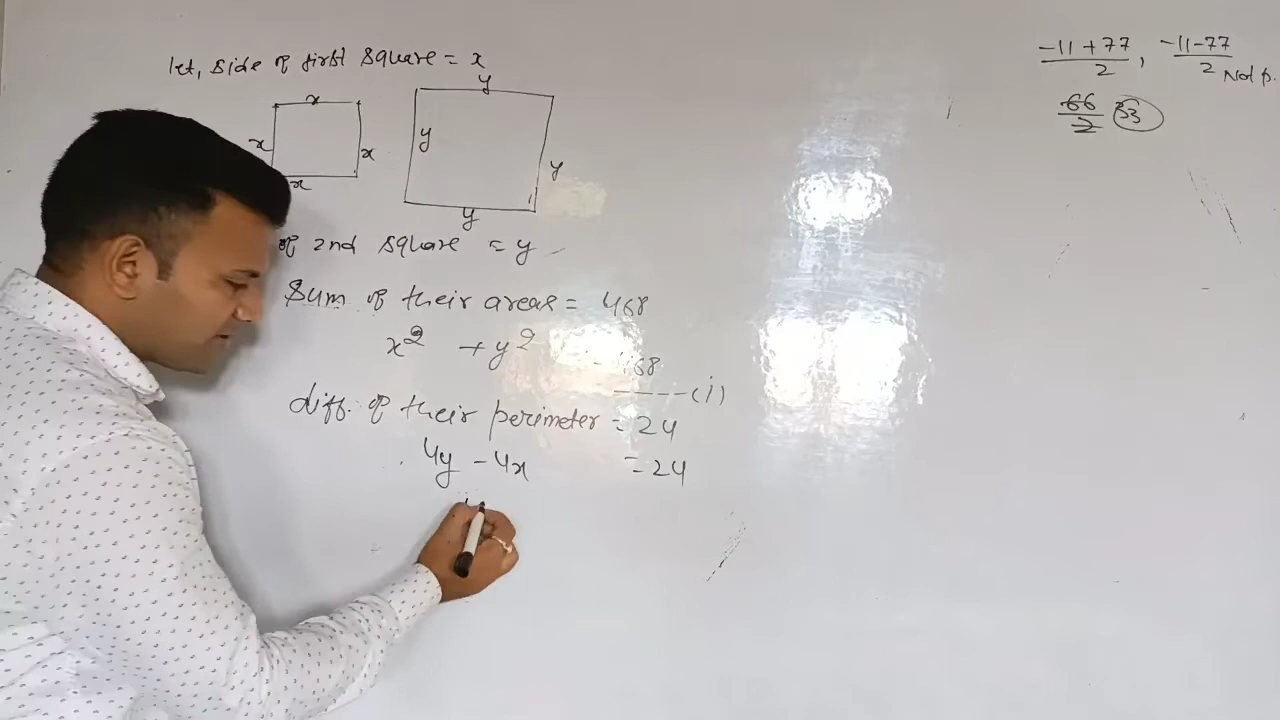 let, side of first square = x
x
x
x
x
y
y
y
y
of 2nd square = y
Sum of their areas = 468
x² + y² = 468
----(i)
diff. of their perimeter = 24
4y - 4x = 24
-11+77/2, -11-77/2 Not p.
66/2 33